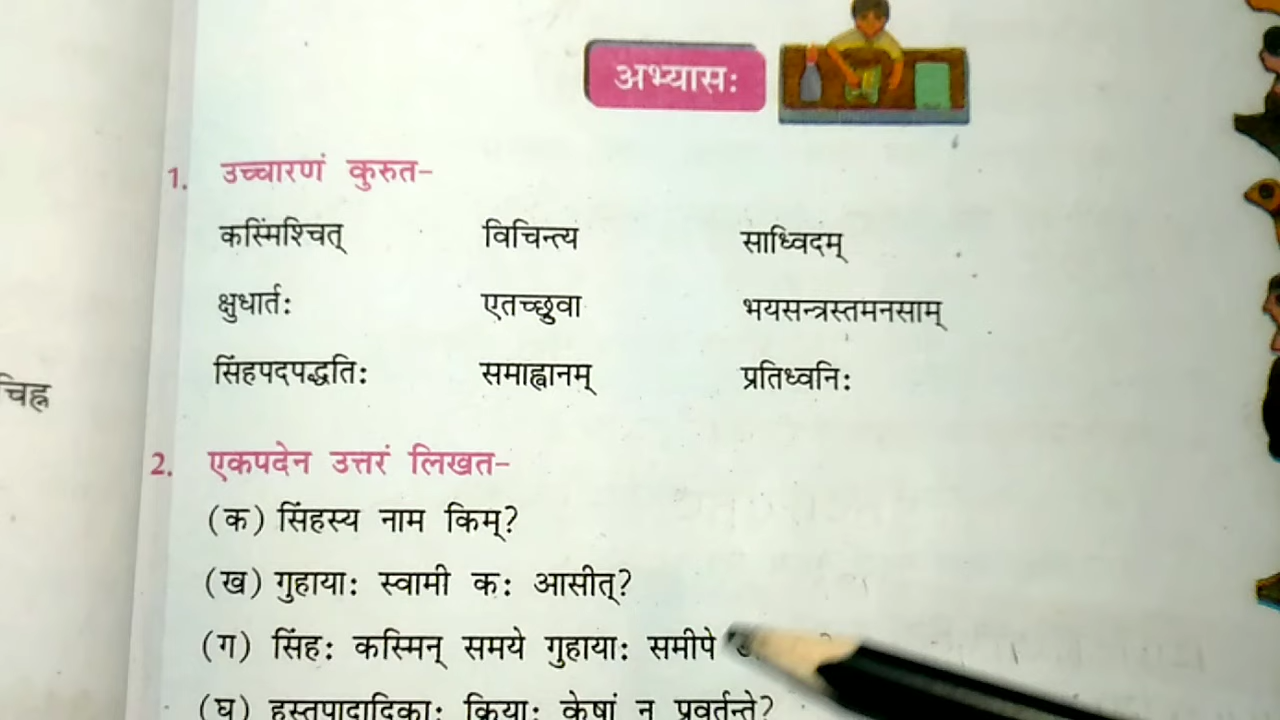 अभ्यासः
1. उच्चारणं कुरुत-
कस्मिंश्चित् विचिन्त्य साध्विदम्
क्षुधार्तः एतच्छ्रुवा भयसन्त्रस्तमनसाम्
सिंहपदपद्धतिः समाह्वानम् प्रतिध्वनिः
चिह्न
2. एकपदेन उत्तरं लिखत-
(क) सिंहस्य नाम किम्?
(ख) गुहायाः स्वामी कः आसीत्?
(ग) सिंहः कस्मिन् समये गुहायाः समीपे
(घ) हस्तपादादिकाः क्रियाः केषां न प्रवर्तन्ते?